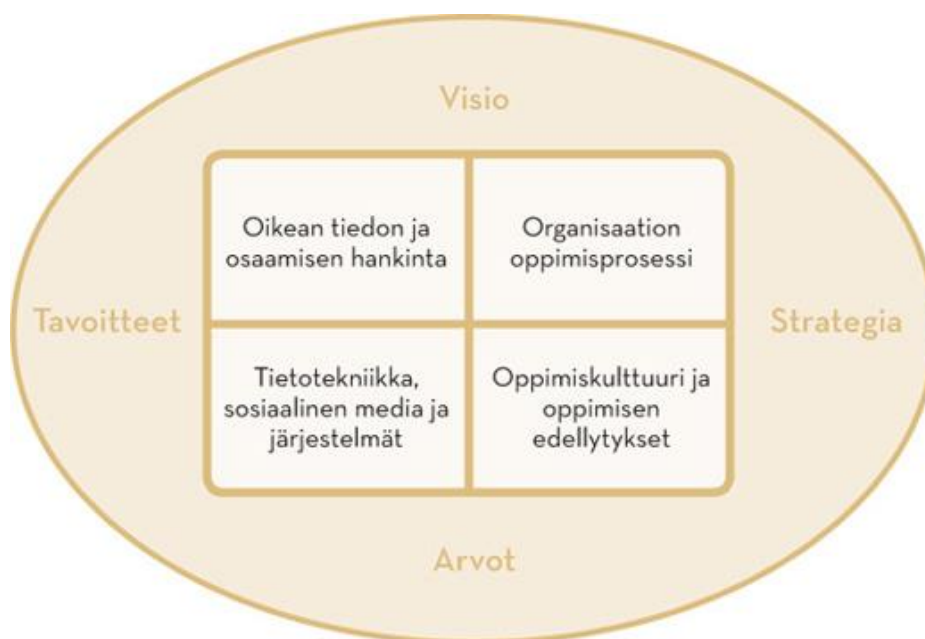 Visio
Oikean tiedon ja
osaamisen hankinta
Organisaation
oppimisprosessi
Tavoitteet
Strategia
Tietotekniikka,
sosiaalinen media ja
järjestelmät
Oppimiskulttuuri ja
oppimisen
edellytykset
Arvot